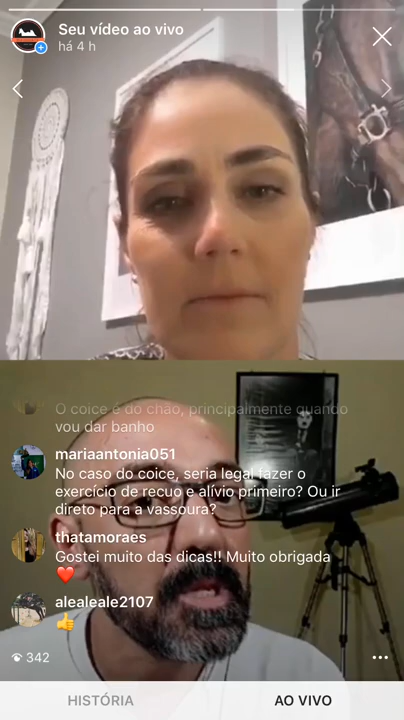 Seu vídeo ao vivo
há 4 h
O coice é do chão, principalmente quando
vou dar banho
mariaantonia051
No caso do coice, seria legal fazer o
exercício de recuo e alívio primeiro? Ou ir
direto para a vassoura?
thatamoraes
Gostei muito das dicas!! Muito obrigada
❤️
alealeale2107
👍
342
HISTÓRIA
AO VIVO